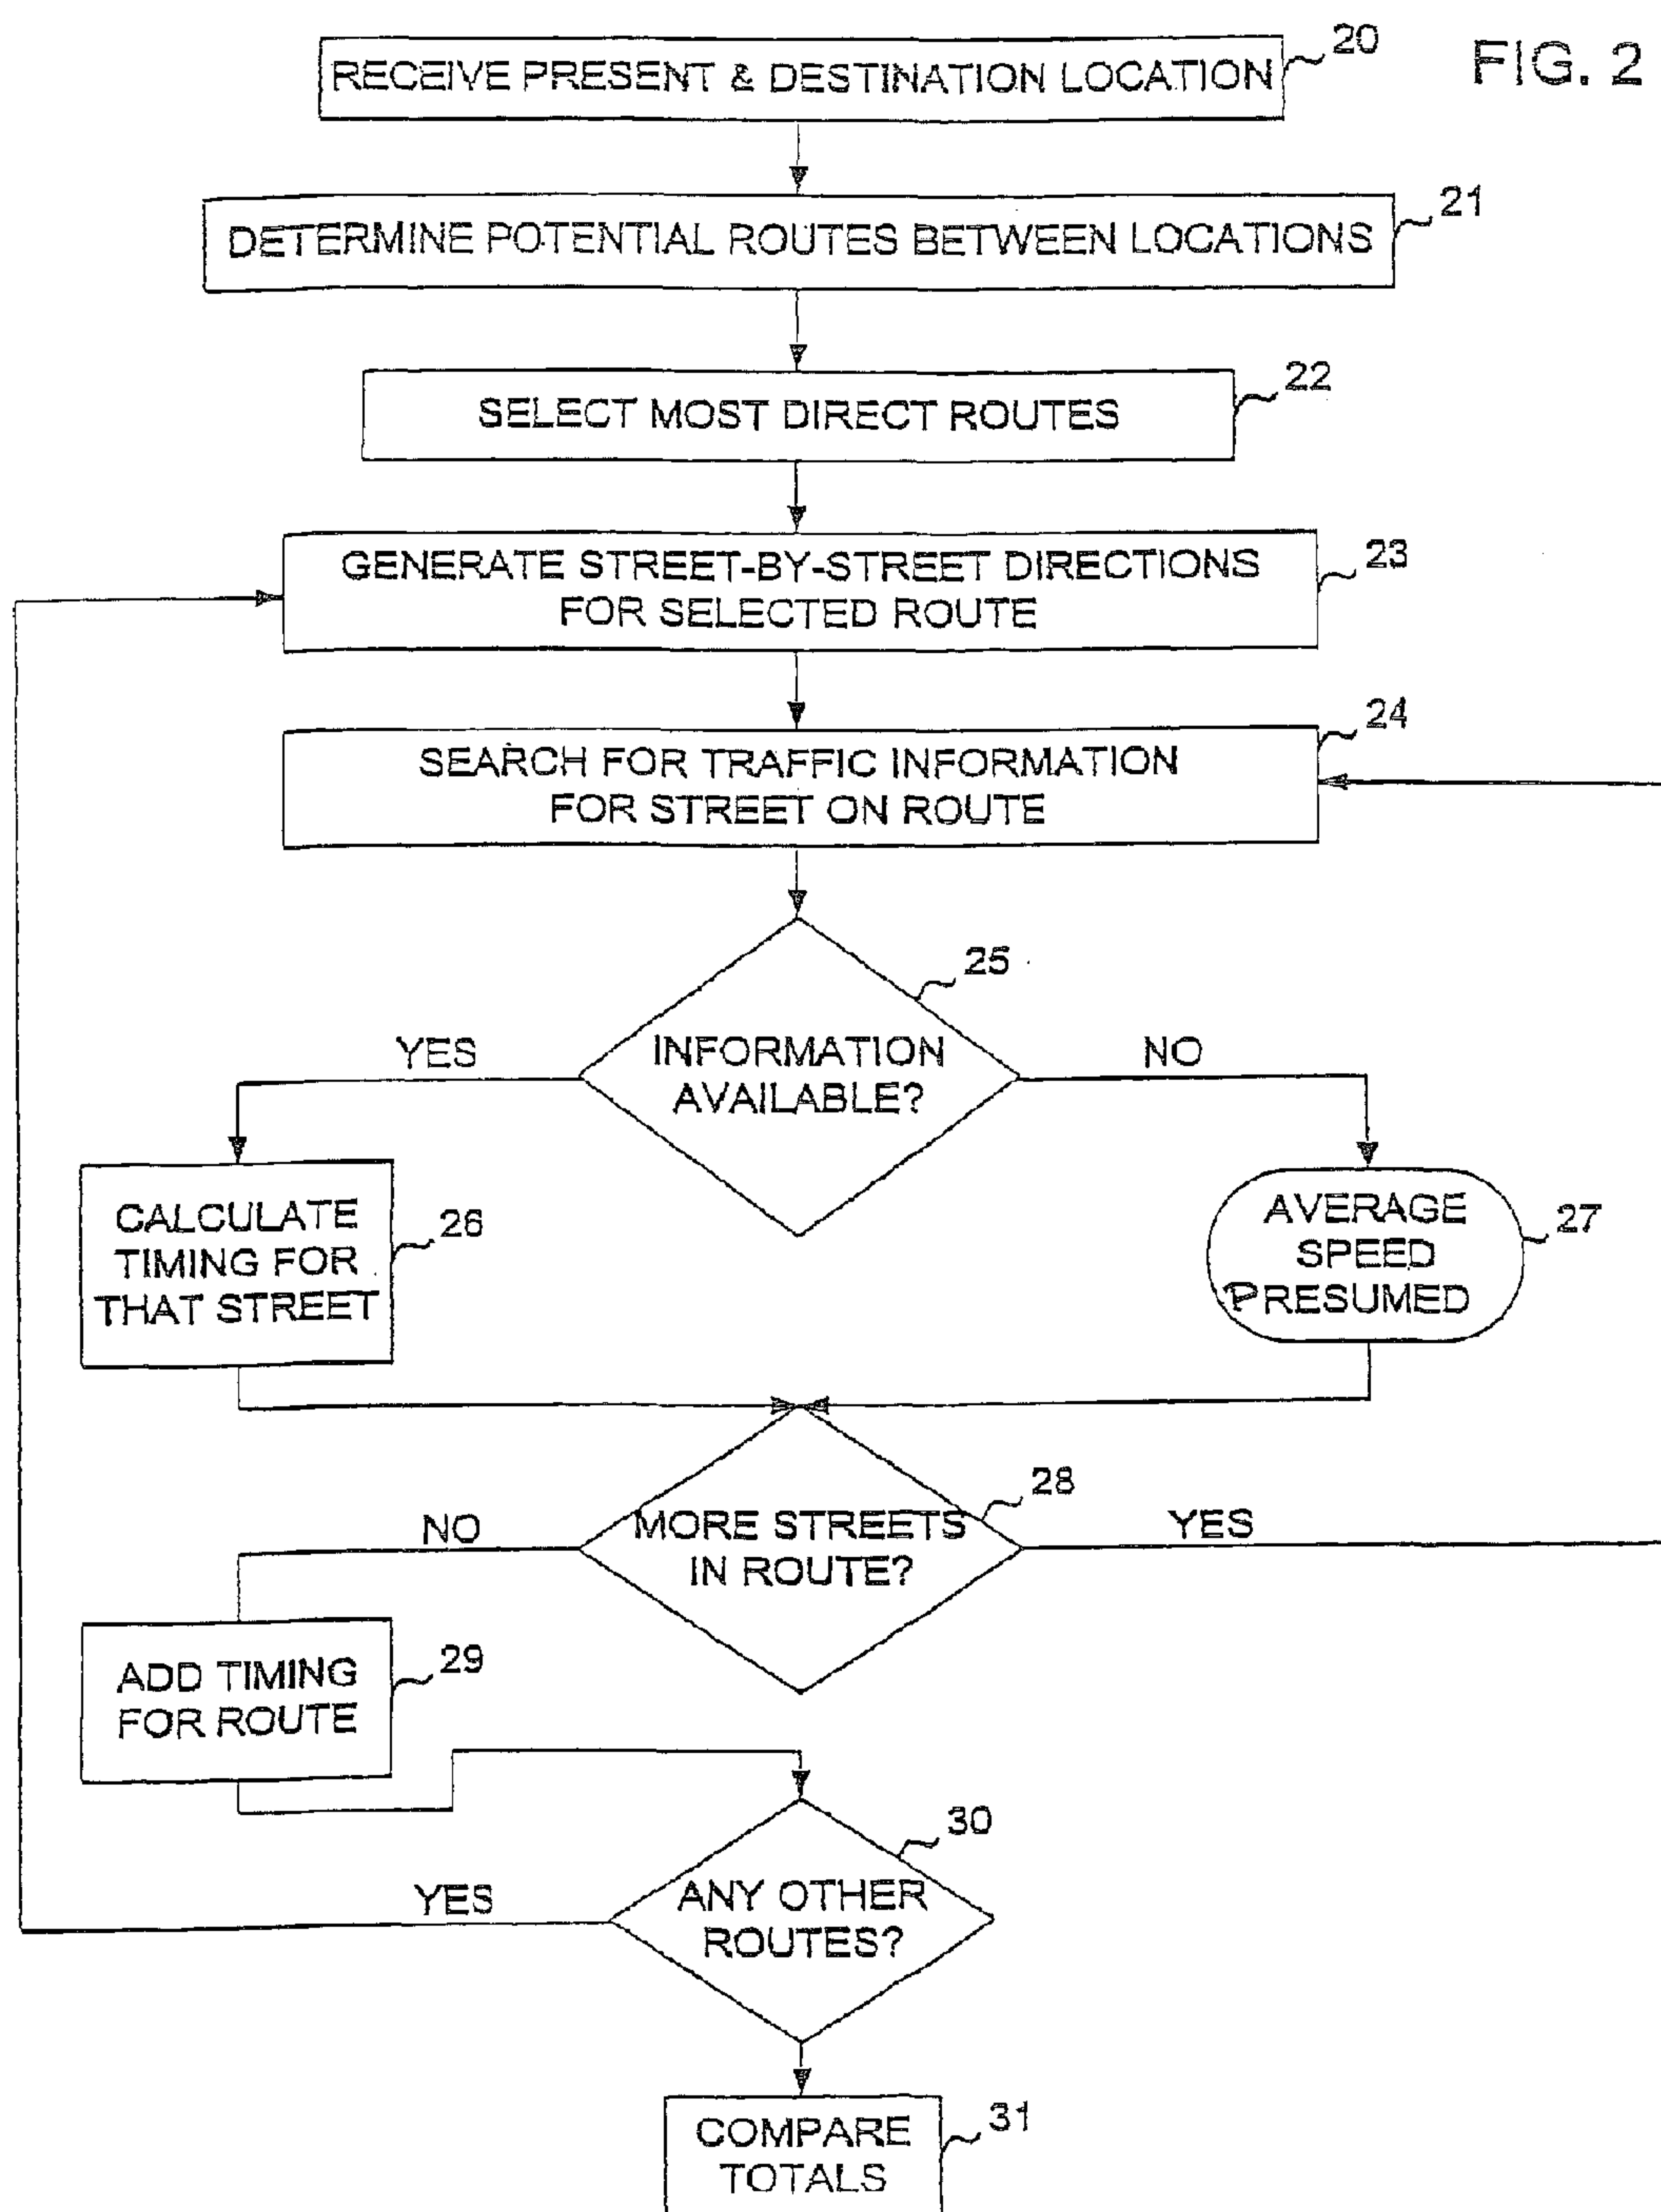 FIG. 2
RECEIVE PRESENT & DESTINATION LOCATION
20
DETERMINE POTENTIAL ROUTES BETWEEN LOCATIONS
21
SELECT MOST DIRECT ROUTES
22
GENERATE STREET-BY-STREET DIRECTIONS
FOR SELECTED ROUTE
23
SEARCH FOR TRAFFIC INFORMATION
FOR STREET ON ROUTE
24
INFORMATION
AVAILABLE?
25
YES
NO
CALCULATE
TIMING FOR
THAT STREET
26
AVERAGE
SPEED
PRESUMED
27
MORE STREETS
IN ROUTE?
28
NO
YES
ADD TIMING
FOR ROUTE
29
ANY OTHER
ROUTES?
30
YES
COMPARE
TOTALS
31